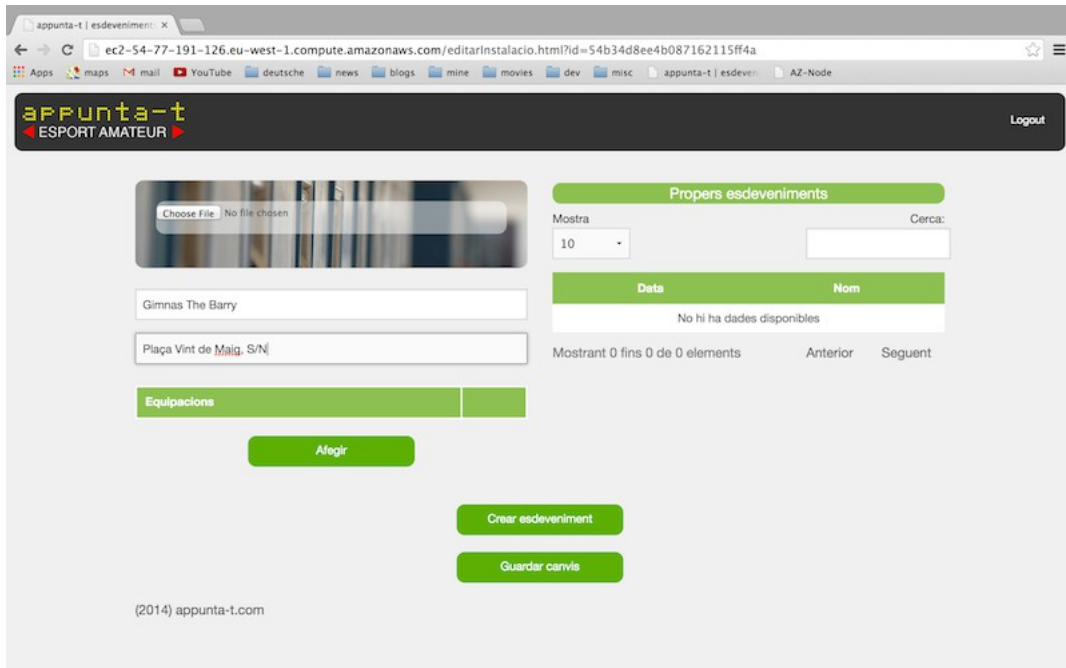 appunta-t | esdeveniment
ec2-54-77-191-126.eu-west-1.compute.amazonaws.com/editarInstalacio.html?id=54b34d8ee4b087162115ff4a
Apps maps mail YouTube deutsche news blogs mine movies dev misc appunta-t | esdeven AZ-Node
appunta-t
ESPORT AMATEUR
Logout
Choose File No file chosen
Gimnas The Barry
Plaça Vint de Maig, S/N
Equipacions
Afegir
Propers esdeveniments
Mostra Cerca:
10
Data Nom
No hi ha dades disponibles
Mostrant 0 fins 0 de 0 elements Anterior Seguent
Crear esdeveniment
Guardar canvis
(2014) appunta-t.com